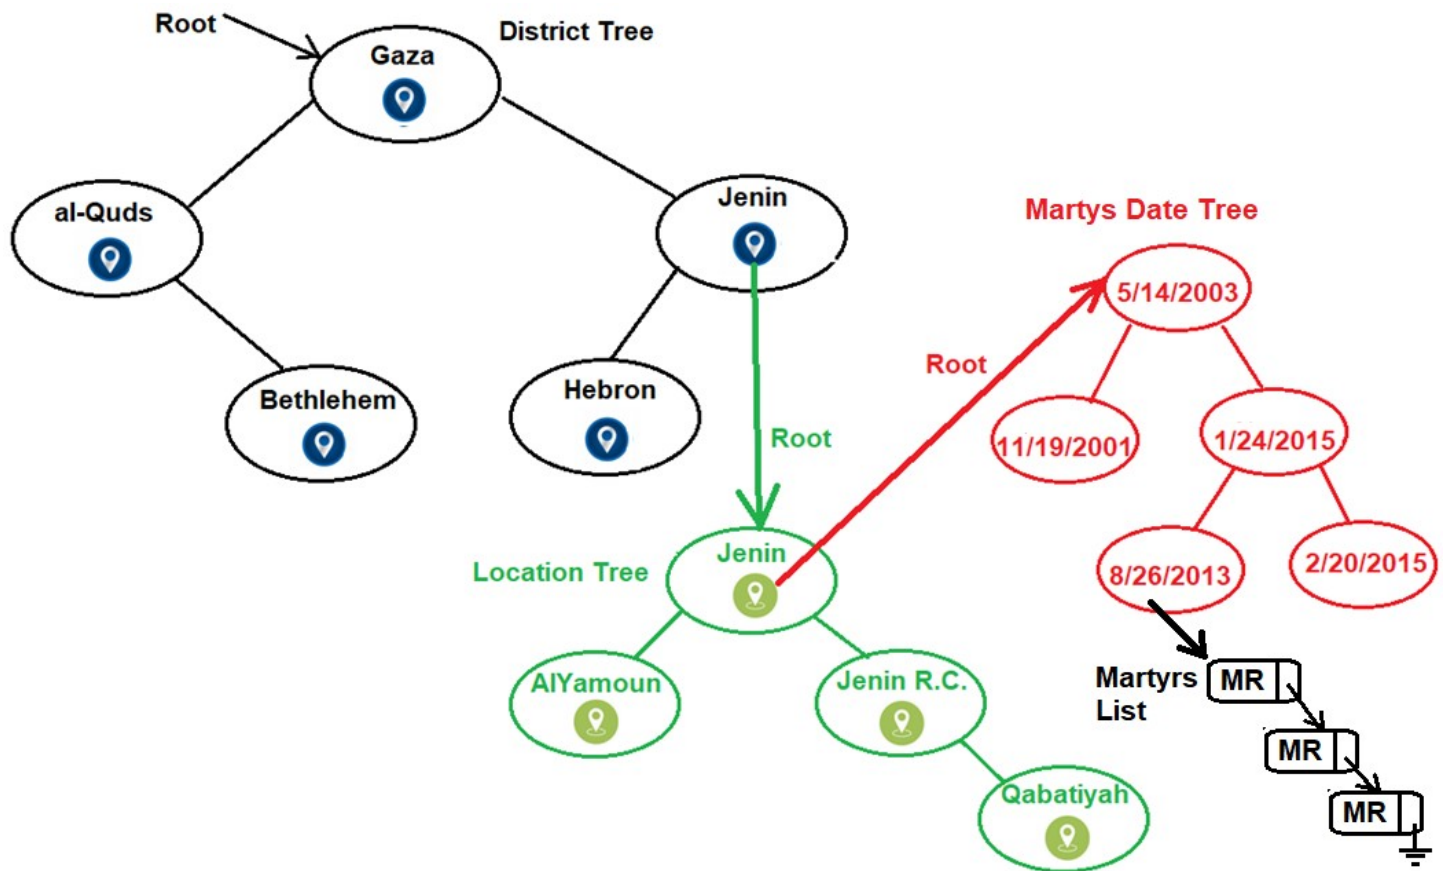 Root
District Tree
Gaza
al-Quds
Jenin
Bethlehem
Hebron
Root
Location Tree
Jenin
AlYamoun
Jenin R.C.
Qabatiyah
Martys Date Tree
Root
5/14/2003
11/19/2001
1/24/2015
8/26/2013
2/20/2015
Martyrs
List
MR
MR
MR